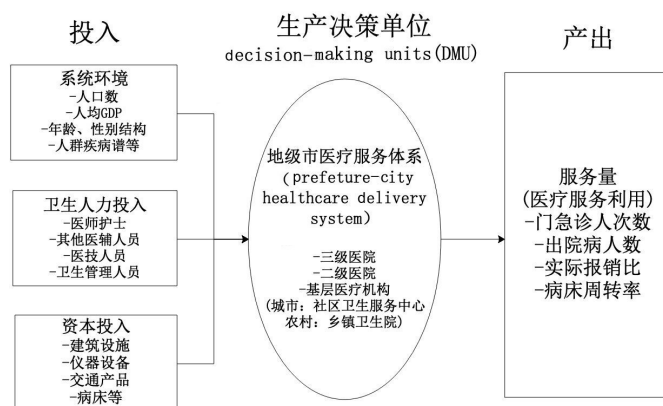 投入
系统环境
-人口数
-人均GDP
-年龄、性别结构
-人群疾病谱等
卫生人力投入
-医师护士
-其他医辅人员
-医技人员
-卫生管理人员
资本投入
-建筑设施
-仪器设备
-交通产品
-病床等
生产决策单位
decision-making units(DMU)
地级市医疗服务体系
(prefeture-city
healthcare delivery
system)
-三级医院
-二级医院
-基层医疗机构
(城市：社区卫生服务中心
农村：乡镇卫生院)
产出
服务量
(医疗服务利用)
-门急诊人次数
-出院病人数
-实际报销比
-病床周转率